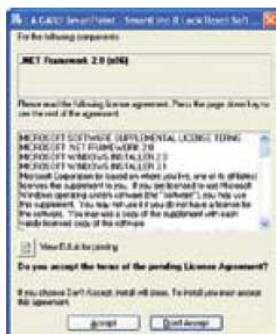 For the following components:
.NET Framework 2.0 (x86)
Please read the following license agreement. Press the page down key to
see the rest of the agreement.
MICROSOFT SOFTWARE SUPPLEMENTAL LICENSE TERMS
MICROSOFT .NET FRAMEWORK 2.0
MICROSOFT WINDOWS INSTALLER 2.0
MICROSOFT WINDOWS INSTALLER 3.1
Microsoft Corporation (or based on where you live, one of its affiliates)
licenses this supplement to you. If you are licensed to use Microsoft
Windows operating system software (the "software"), you may use
this supplement. You may not use it if you do not have a license for
the software. You may use a copy of this supplement with each
validly licensed copy of the software.
View EULA for printing
Do you accept the terms of the pending License Agreement?
If you choose Don't Accept, install will close. To install you must accept
this agreement.
Accept
Don't Accept